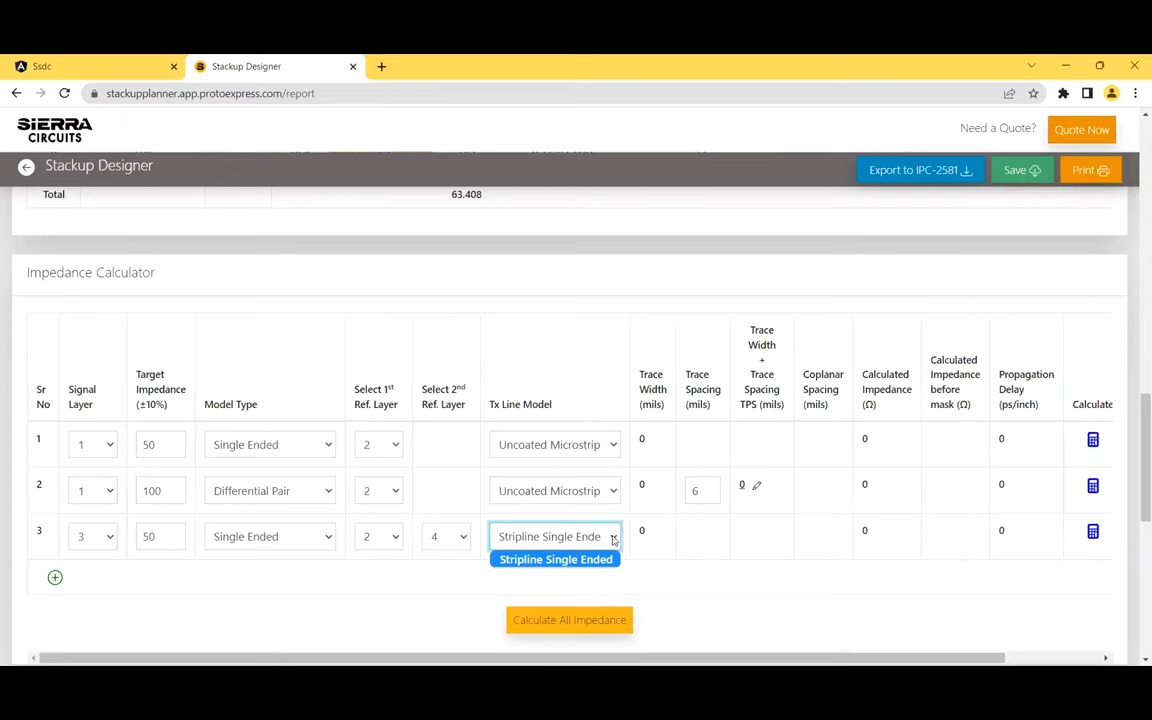 Ssdc
Stackup Designer
stackupplanner.app.protoexpress.com/report
SIERRA
CIRCUITS
Need a Quote?
Quote Now
Stackup Designer
Export to IPC-2581
Save
Print
Total
63.408
Impedance Calculator
Sr
No
Signal
Layer
Target
Impedance
(±10%)
Model Type
Select 1st
Ref. Layer
Select 2nd
Ref. Layer
Tx Line Model
Trace
Width
(mils)
Trace
Spacing
(mils)
Trace
Width
+
Trace
Spacing
TPS (mils)
Coplanar
Spacing
(mils)
Calculated
Impedance
(Ω)
Calculated
Impedance
before
mask (Ω)
Propagation
Delay
(ps/inch)
Calculate
1 1 50 Single Ended 2 Uncoated Microstrip 0 0 0
2 1 100 Differential Pair 2 Uncoated Microstrip 0 6 0 0 0
3 3 50 Single Ended 2 4 Stripline Single Ende 0 0 0
Stripline Single Ended
Calculate All Impedance